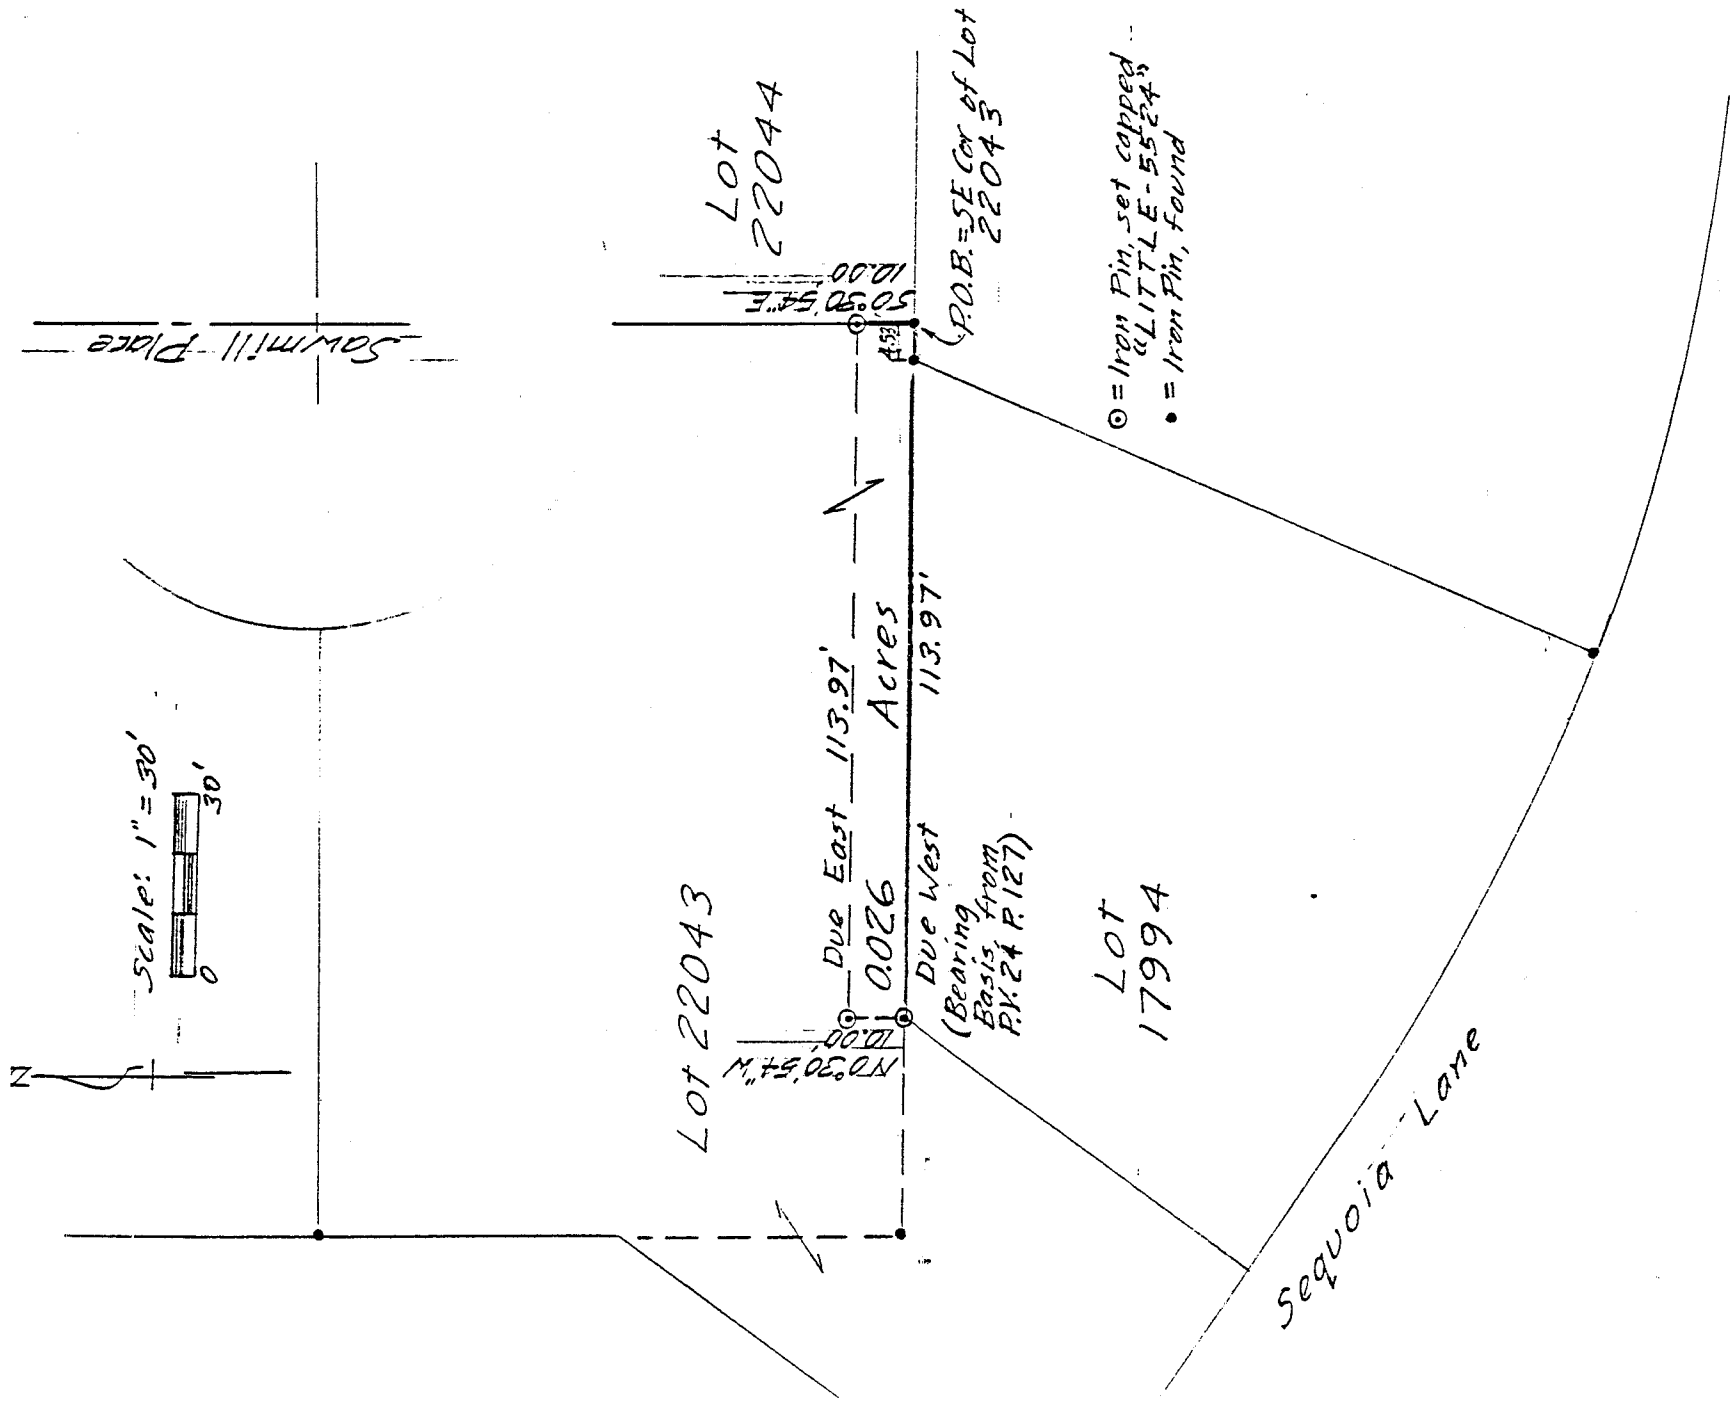 N
Scale: 1" = 30'
0
30'
Sawmill Place
Lot
22044
S0°30'54"E
10.00
4.53'
P.O.B.=SE Cor of Lot
22043
Lot 22043
N0°30'54"W
10.00'
Due East 113.97'
0.026 Acres
Due West 113.97'
(Bearing
Basis from
P.V.24 P.127)
Lot
17994
= Iron Pin, set capped
"LITTLE-5524"
= Iron Pin, found
Sequoia Lane